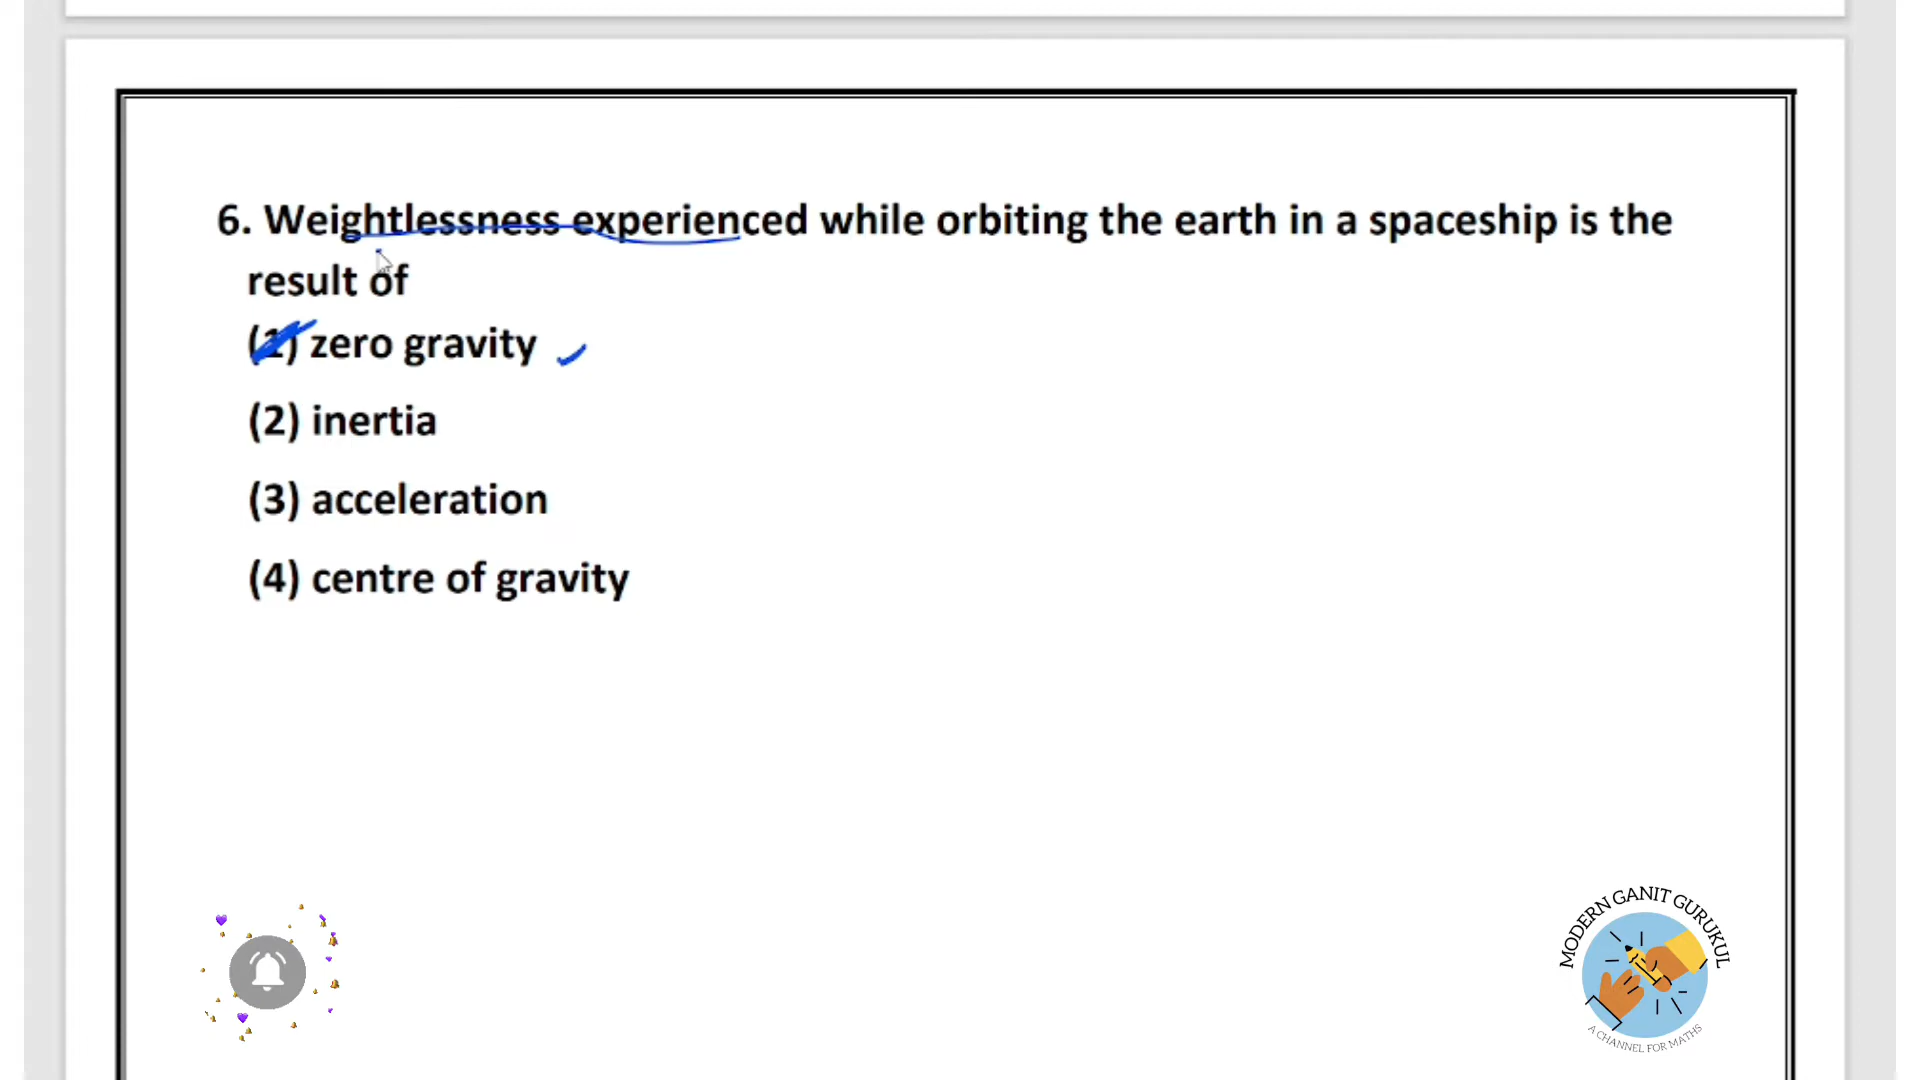 6. Weightlessness experienced while orbiting the earth in a spaceship is the
result of
(1) zero gravity
(2) inertia
(3) acceleration
(4) centre of gravity
MODERN GANIT GURUKUL
A CHANNEL FOR MATHS